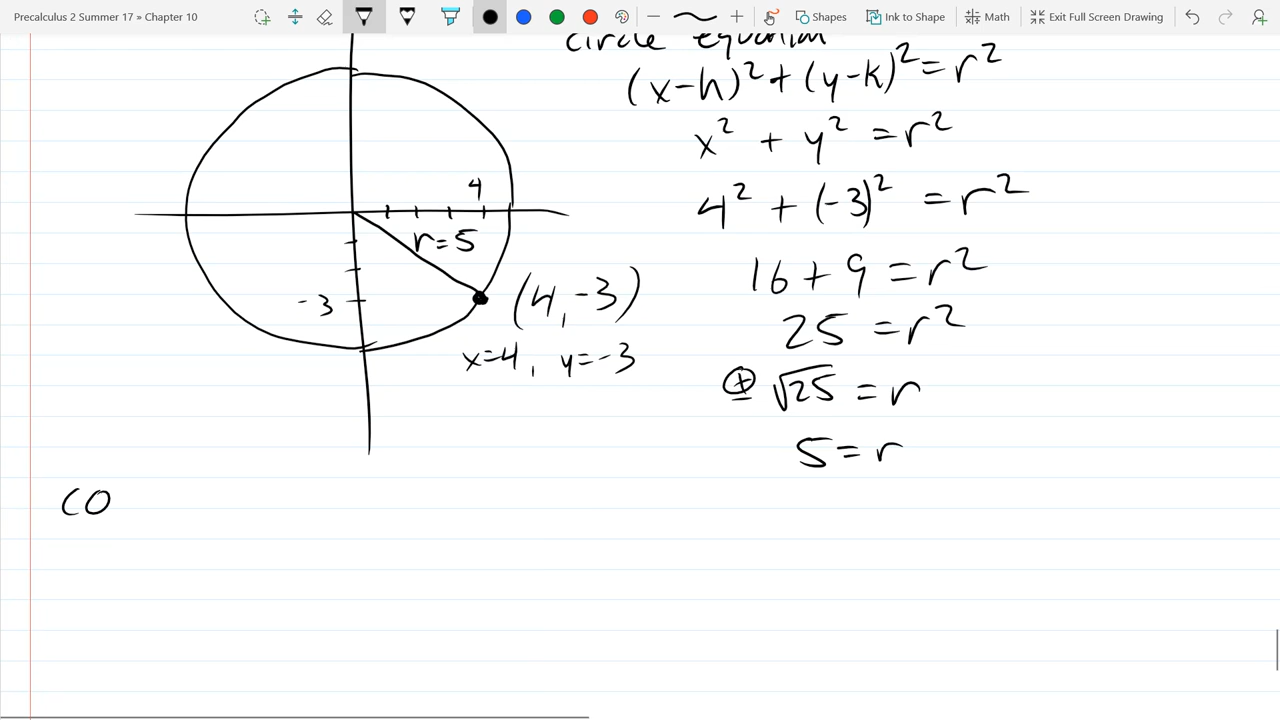 Precalculus 2 Summer 17 » Chapter 10
Shapes
Ink to Shape
Math
Exit Full Screen Drawing
circle equation
(x-h)² + (y-k)² = r²
x² + y² = r²
4² + (-3)² = r²
16 + 9 = r²
25 = r²
± √25 = r
5 = r
4
r = 5
-3
(4, -3)
x=4, y=-3
CO